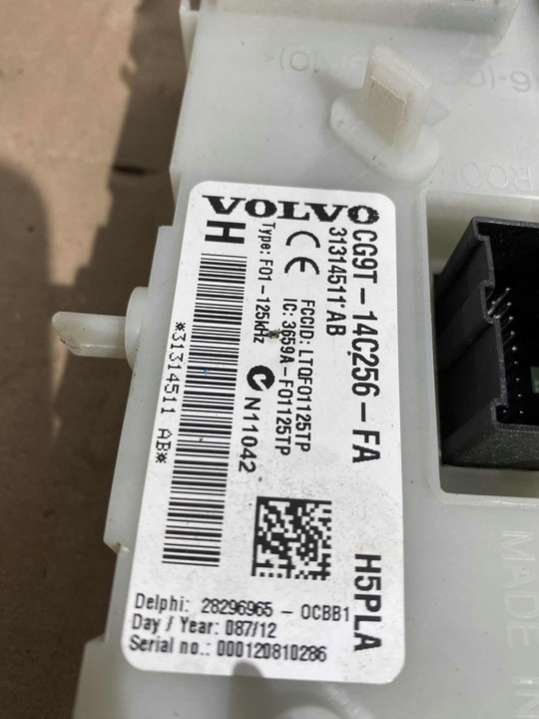 VOLVO
CG9T-14C256-FA
31314511 AB
H
CE
Type: F01-125kHz
FCCID: LTQF01125TP
IC: 3659A-F01125TP
N11042
*31314511 AB*
H5PLA
Delphi: 28296965 - OCBB1
Day / Year: 087/12
Serial no.: 000120810286
MADE IN